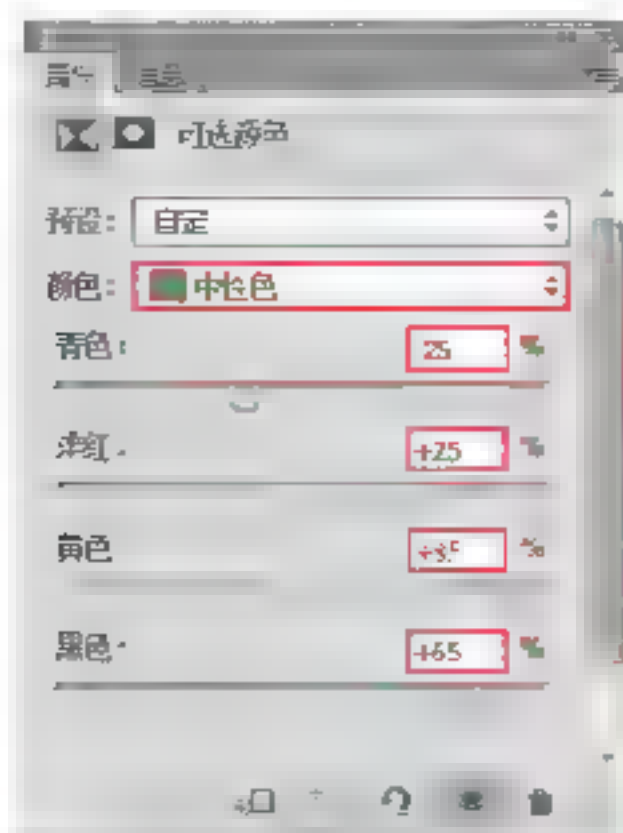 可选颜色
预设: 自定
颜色: 中性色
青色: 25 %
洋红: +25 %
黄色 %
黑色: +65 %